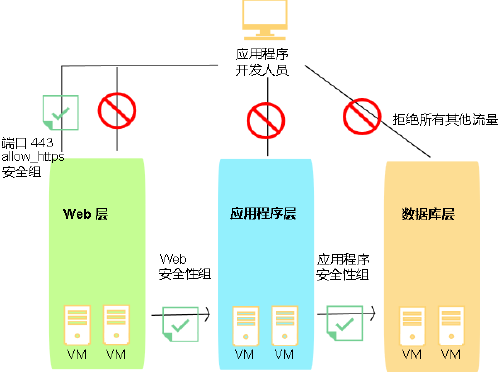 应用程序
开发人员
端口 443
allow_https
安全组
拒绝所有其他流量
Web 层
应用程序层
数据库层
Web
安全性组
应用程序
安全性组
VM
VM
VM
VM
VM
VM